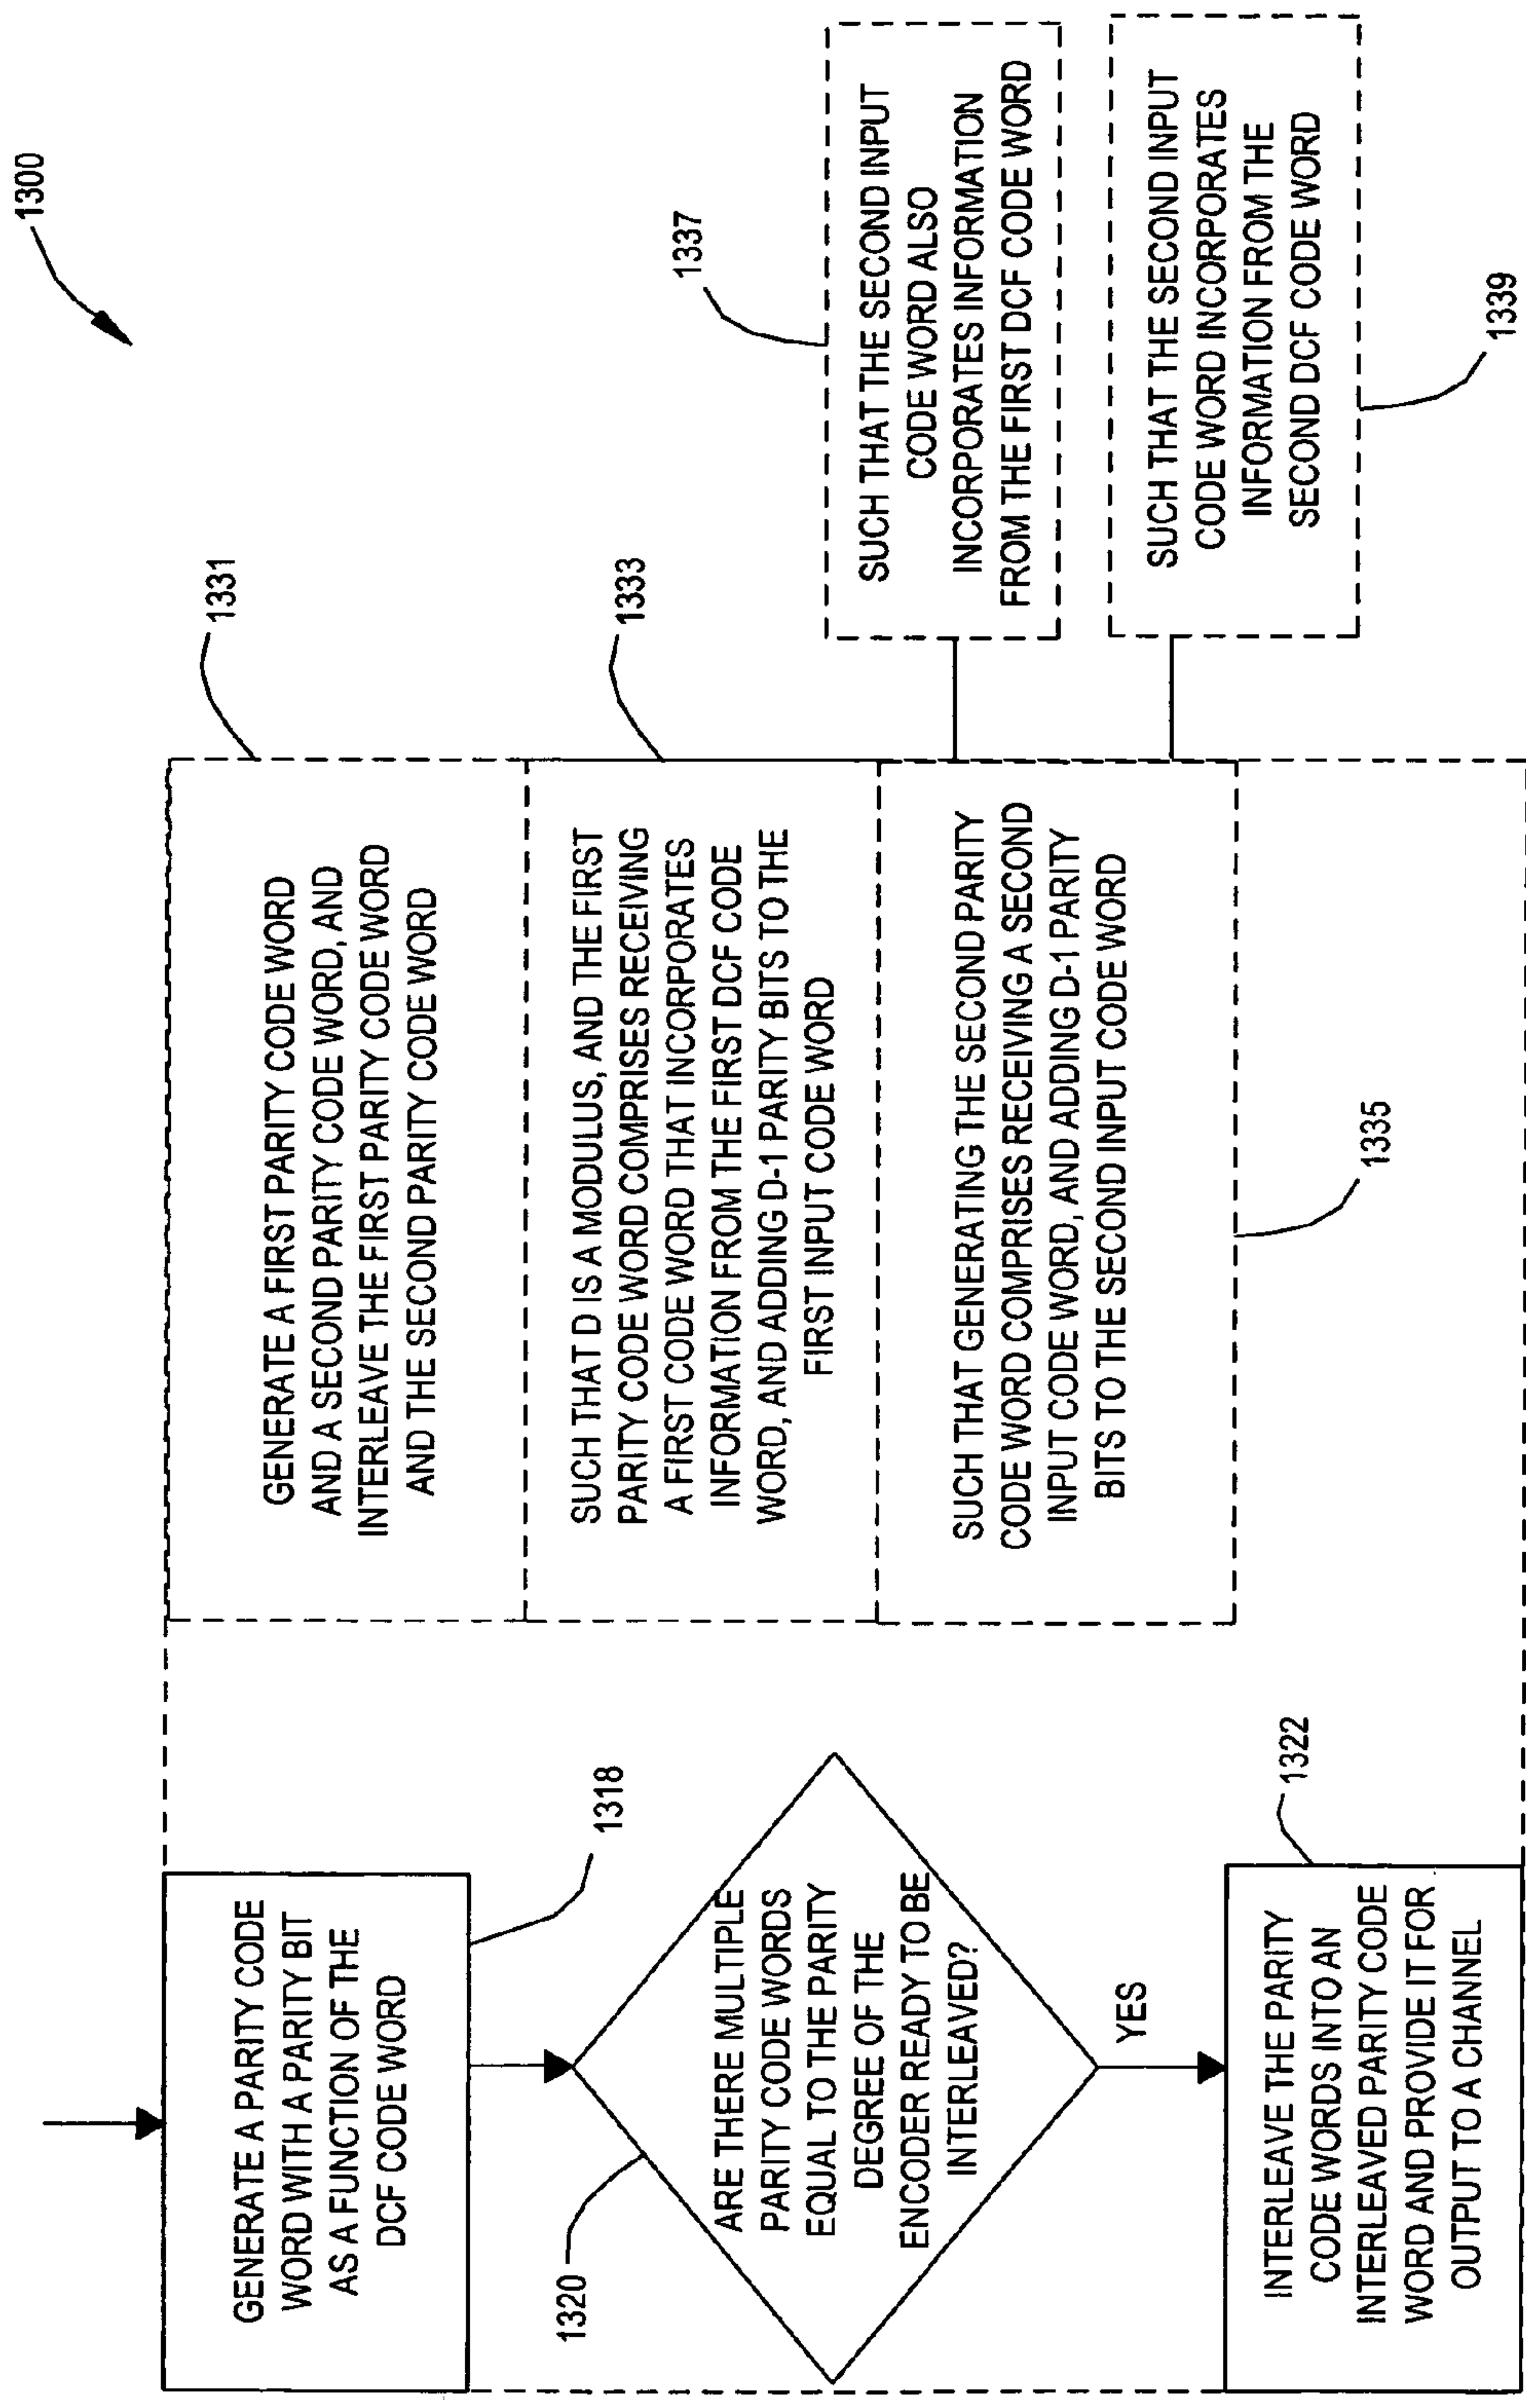 1300
GENERATE A PARITY CODE
WORD WITH A PARITY BIT
AS A FUNCTION OF THE
DCF CODE WORD
1318
ARE THERE MULTIPLE
PARITY CODE WORDS
EQUAL TO THE PARITY
DEGREE OF THE
ENCODER READY TO BE
INTERLEAVED?
1320
YES
INTERLEAVE THE PARITY
CODE WORDS INTO AN
INTERLEAVED PARITY CODE
WORD AND PROVIDE IT FOR
OUTPUT TO A CHANNEL
1322
GENERATE A FIRST PARITY CODE WORD
AND A SECOND PARITY CODE WORD, AND
INTERLEAVE THE FIRST PARITY CODE WORD
AND THE SECOND PARITY CODE WORD
1331
SUCH THAT D IS A MODULUS, AND THE FIRST
PARITY CODE WORD COMPRISES RECEIVING
A FIRST CODE WORD THAT INCORPORATES
INFORMATION FROM THE FIRST DCF CODE
WORD, AND ADDING D-1 PARITY BITS TO THE
FIRST INPUT CODE WORD
1333
SUCH THAT GENERATING THE SECOND PARITY
CODE WORD COMPRISES RECEIVING A SECOND
INPUT CODE WORD, AND ADDING D-1 PARITY
BITS TO THE SECOND INPUT CODE WORD
1335
SUCH THAT THE SECOND INPUT
CODE WORD ALSO
INCORPORATES INFORMATION
FROM THE FIRST DCF CODE WORD
1337
SUCH THAT THE SECOND INPUT
CODE WORD INCORPORATES
INFORMATION FROM THE
SECOND DCF CODE WORD
1339